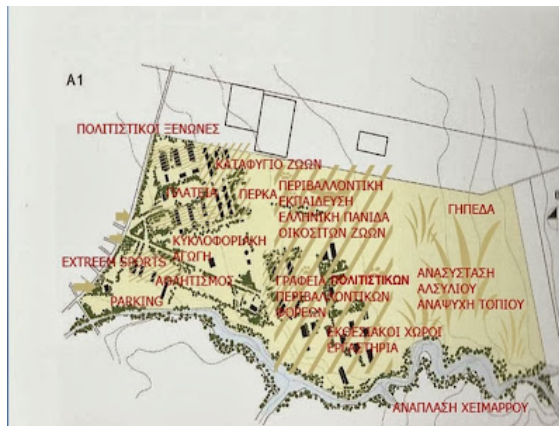 A1
ΠΟΛΙΤΙΣΤΙΚΟΙ ΞΕΝΩΝΕΣ
ΚΑΤΑΦΥΓΙΟ ΖΩΩΝ
ΠΛΑΤΕΙΑ
ΠΕΡΚΑ
ΠΕΡΙΒΑΛΛΟΝΤΙΚΗ
ΕΚΠΑΙΔΕΥΣΗ
ΕΛΛΗΝΙΚΗ ΠΑΝΙΔΑ
ΟΙΚΟΣΙΤΩΝ ΖΩΩΝ
ΓΗΠΕΔΑ
ΚΥΚΛΟΦΟΡΙΑΚΗ
ΑΓΩΓΗ
EXTREEM SPORTS
ΑΘΛΗΤΙΣΜΟΣ
PARKING
ΓΡΑΦΕΙΑ ΠΟΛΙΤΙΣΤΙΚΩΝ
ΠΕΡΙΒΑΛΛΟΝΤΙΚΩΝ
ΦΟΡΕΩΝ
ΑΝΑΣΥΣΤΑΣΗ
ΑΛΣΥΛΙΟΥ
ΑΝΑΨΥΧΗ ΤΟΠΙΟΥ
ΕΚΘΕΣΙΑΚΟΙ ΧΩΡΟΙ
ΕΡΓΑΣΤΗΡΙΑ
ΑΝΑΠΛΑΣΗ ΧΕΙΜΑΡΡΟΥ